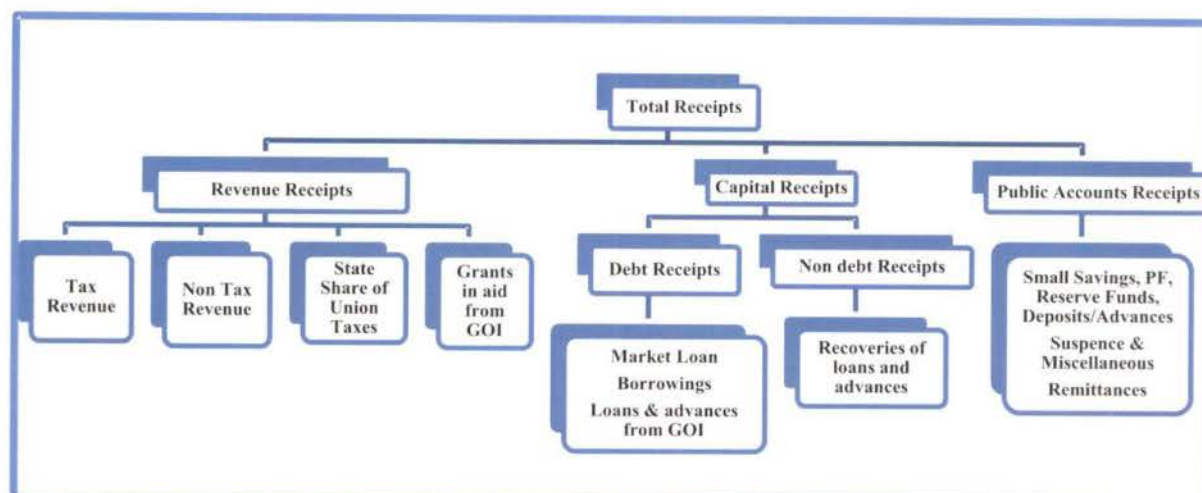 Total Receipts
Revenue Receipts
Capital Receipts
Public Accounts Receipts
Tax
Revenue
Non Tax
Revenue
State
Share of
Union
Taxes
Grants
in aid
from
GOI
Debt Receipts
Non debt Receipts
Market Loan
Borrowings
Loans & advances
from GOI
Recoveries of
loans and
advances
Small Savings, PF,
Reserve Funds,
Deposits/Advances
Suspence &
Miscellaneous
Remittances